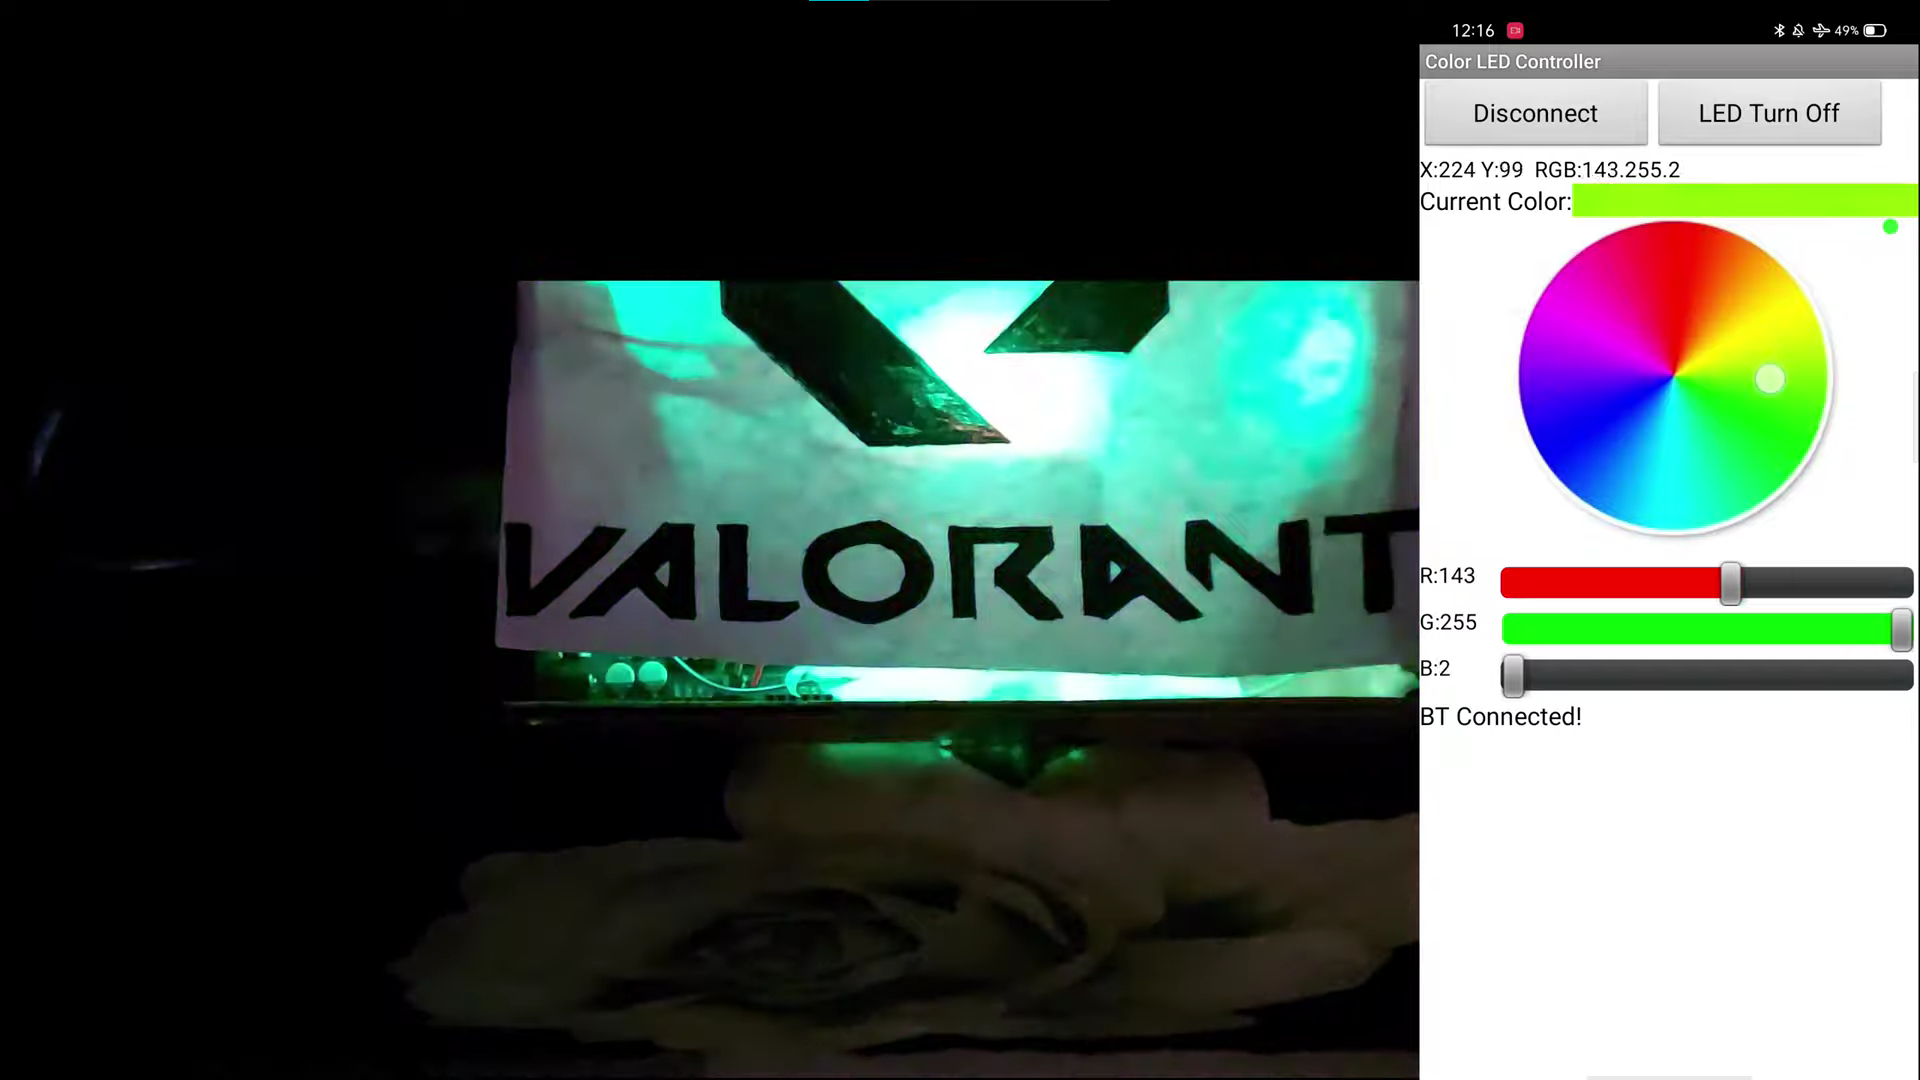 12:16
49%
Color LED Controller
Disconnect
LED Turn Off
X:224 Y:99 RGB:143.255.2
Current Color:
VALORANT
R:143
G:255
B:2
BT Connected!